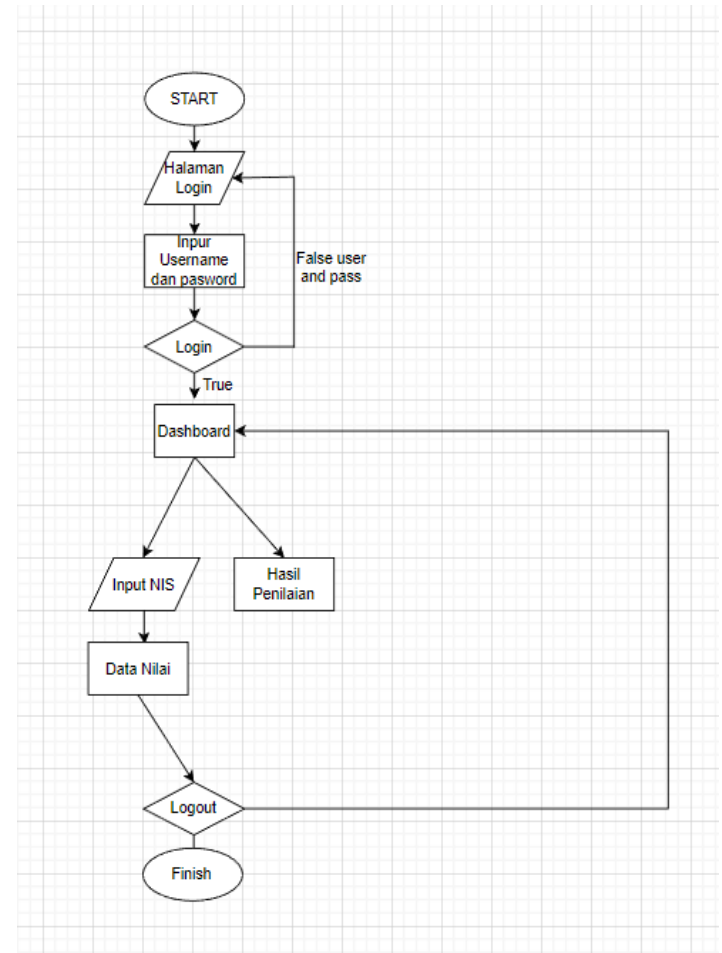 START
Halaman
Login
Inpur
Username
dan pasword
False user
and pass
Login
True
Dashboard
Input NIS
Hasil
Penilaian
Data Nilai
Logout
Finish